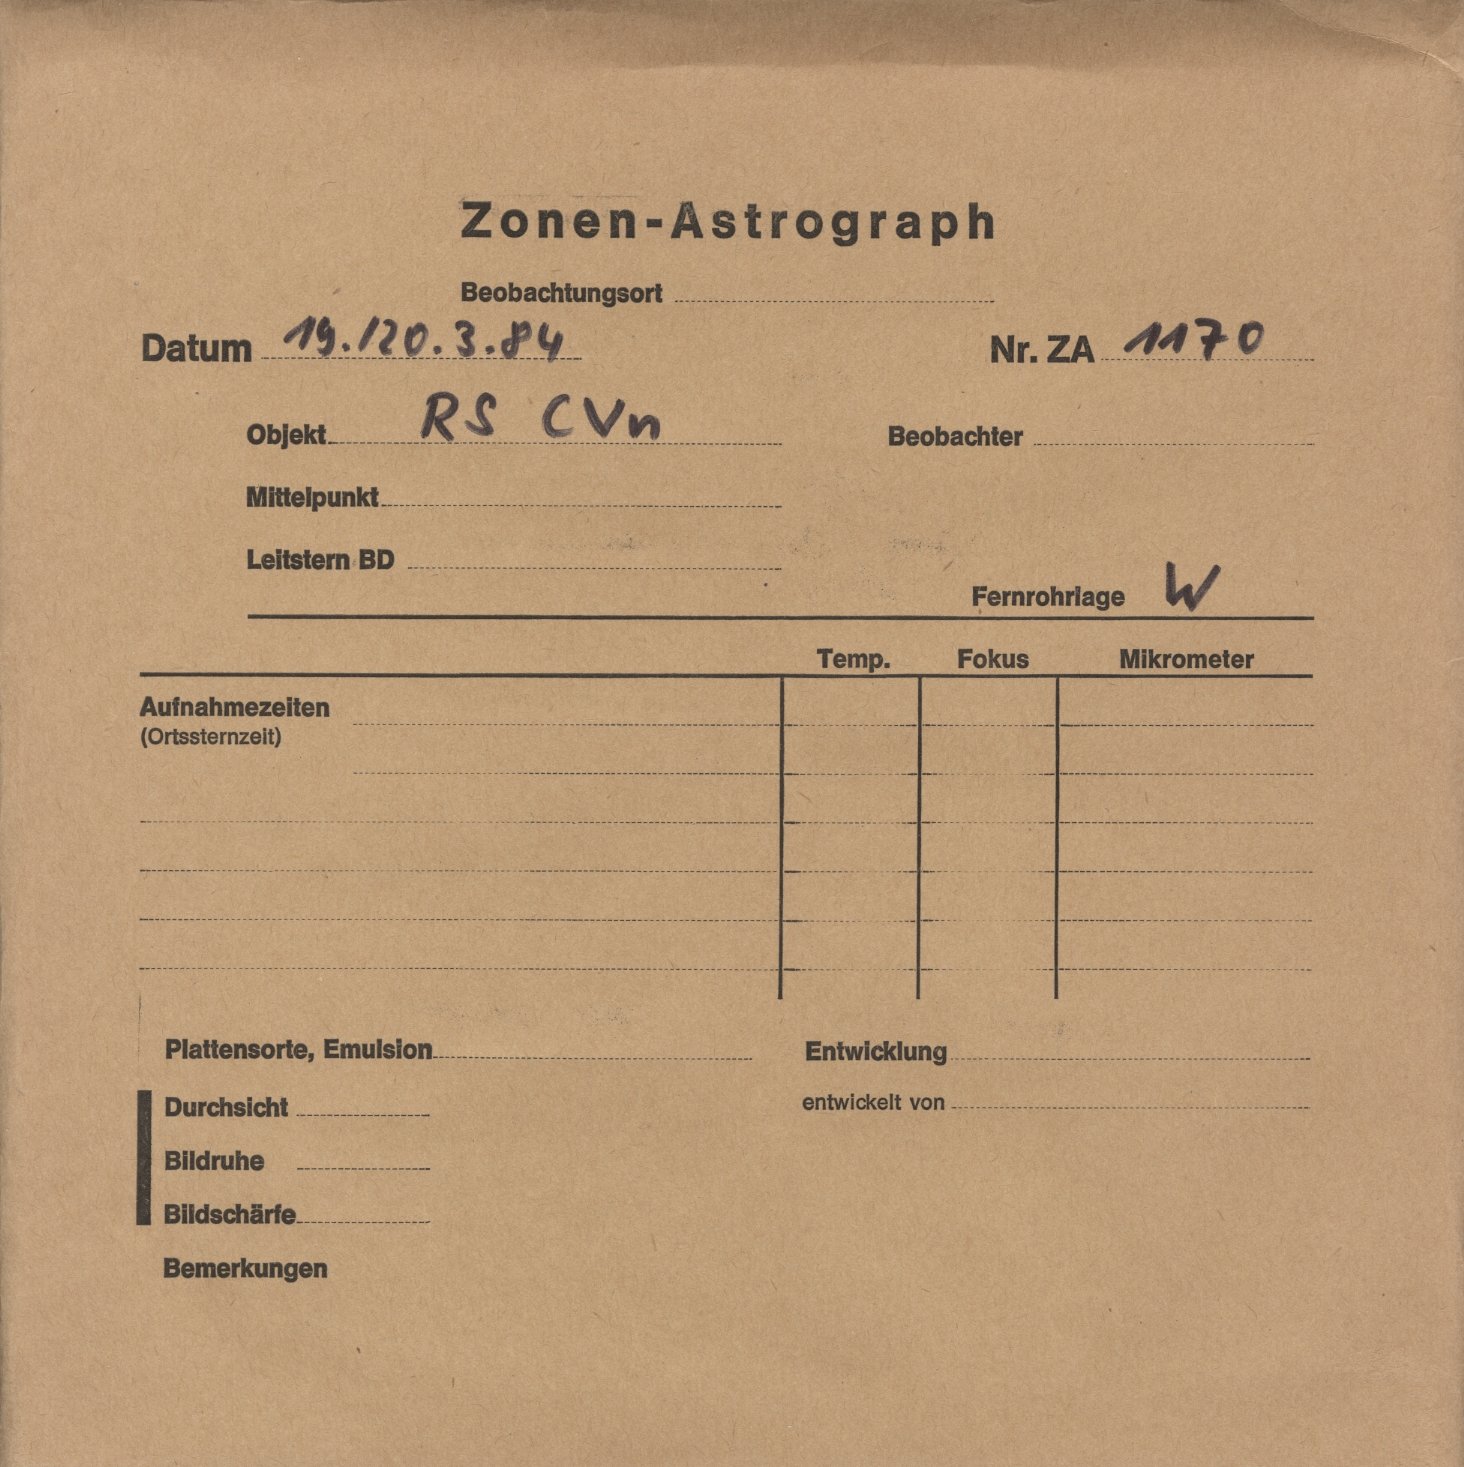 Zonen-Astrograph
Beobachtungsort
Datum 19./20.3.84 Nr. ZA 1170
Objekt RS CVn Beobachter
Mittelpunkt
Leitstern BD
Fernrohrlage W
Temp. Fokus Mikrometer
Aufnahmezeiten
(Ortssternzeit)
Plattensorte, Emulsion Entwicklung
Durchsicht entwickelt von
Bildruhe
Bildschärfe
Bemerkungen